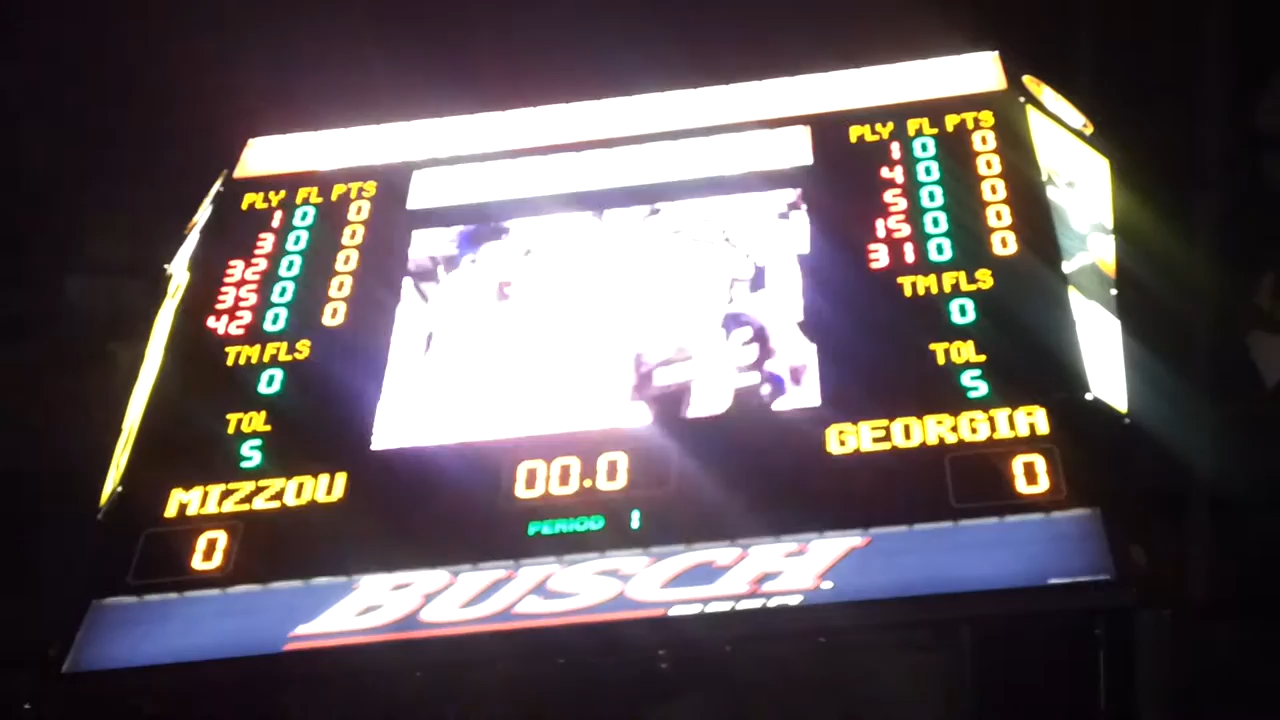 PLY FL PTS
1 0 0
3 0 0
32 0 0
35 0 0
42 0 0
TM FLS
0
TOL
5
MIZZOU
0
00.0
PERIOD 1
PLY FL PTS
1 0 0
4 0 0
5 0 0
15 0 0
31 0 0
TM FLS
0
TOL
5
GEORGIA
0
BUSCH
BEER